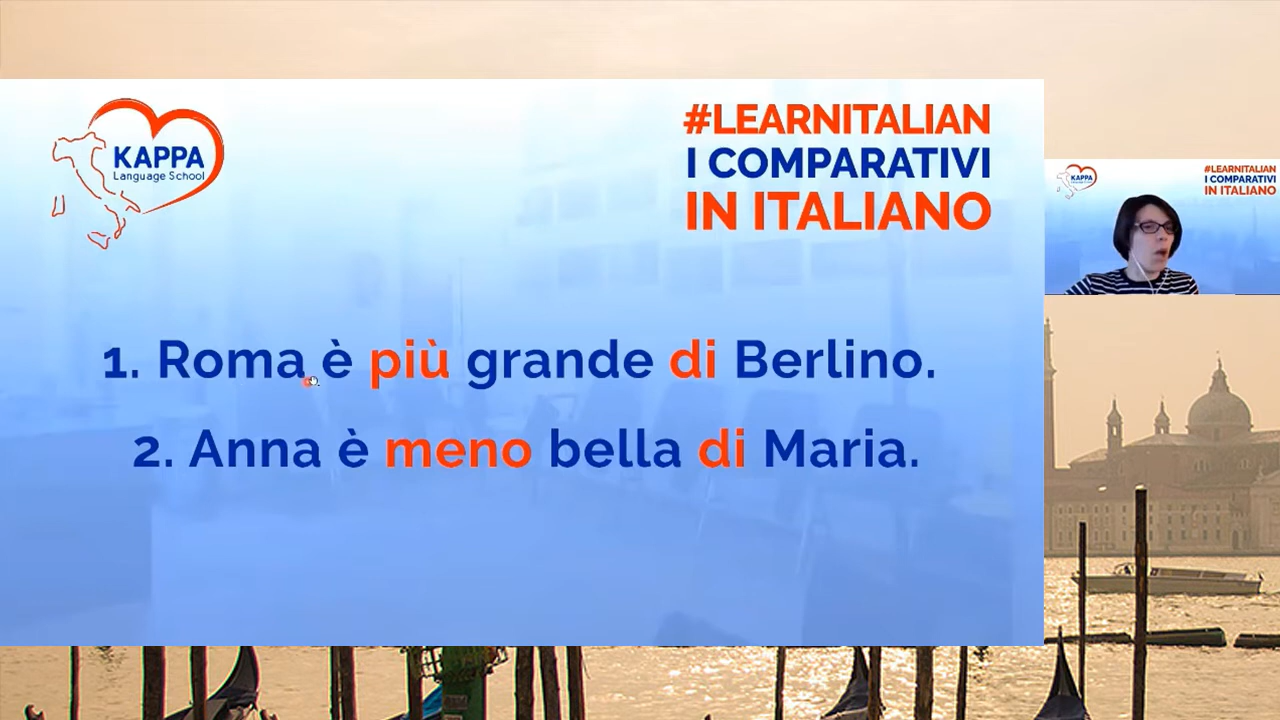 KAPPA
Language School
#LEARNITALIAN
I COMPARATIVI
IN ITALIANO
1. Roma è più grande di Berlino.
2. Anna è meno bella di Maria.
KAPPA
#LEARNITALIAN
I COMPARATIVI
IN ITALIANO